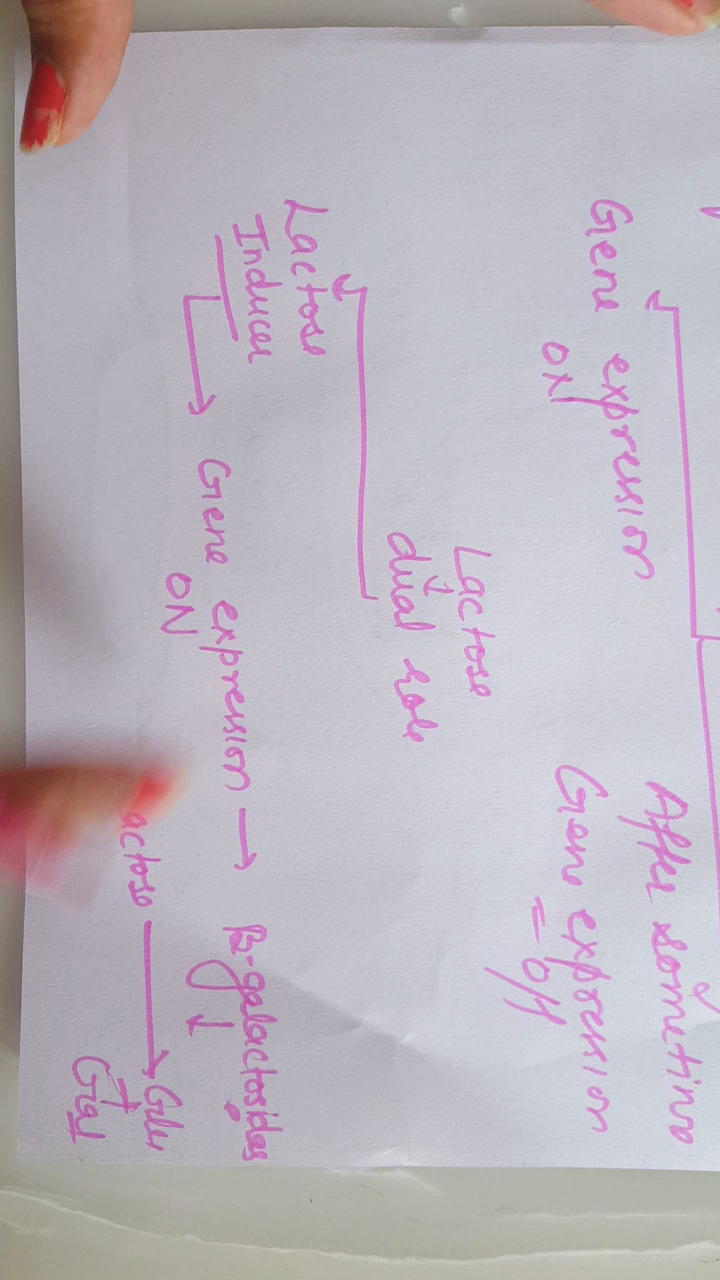 Gene expression
ON
After sometime
Gene expression
= Off
Lactose
dual role
Lactose
Inducer
Gene expression → β-galactosidas
ON
actose → Glu
+
Gal